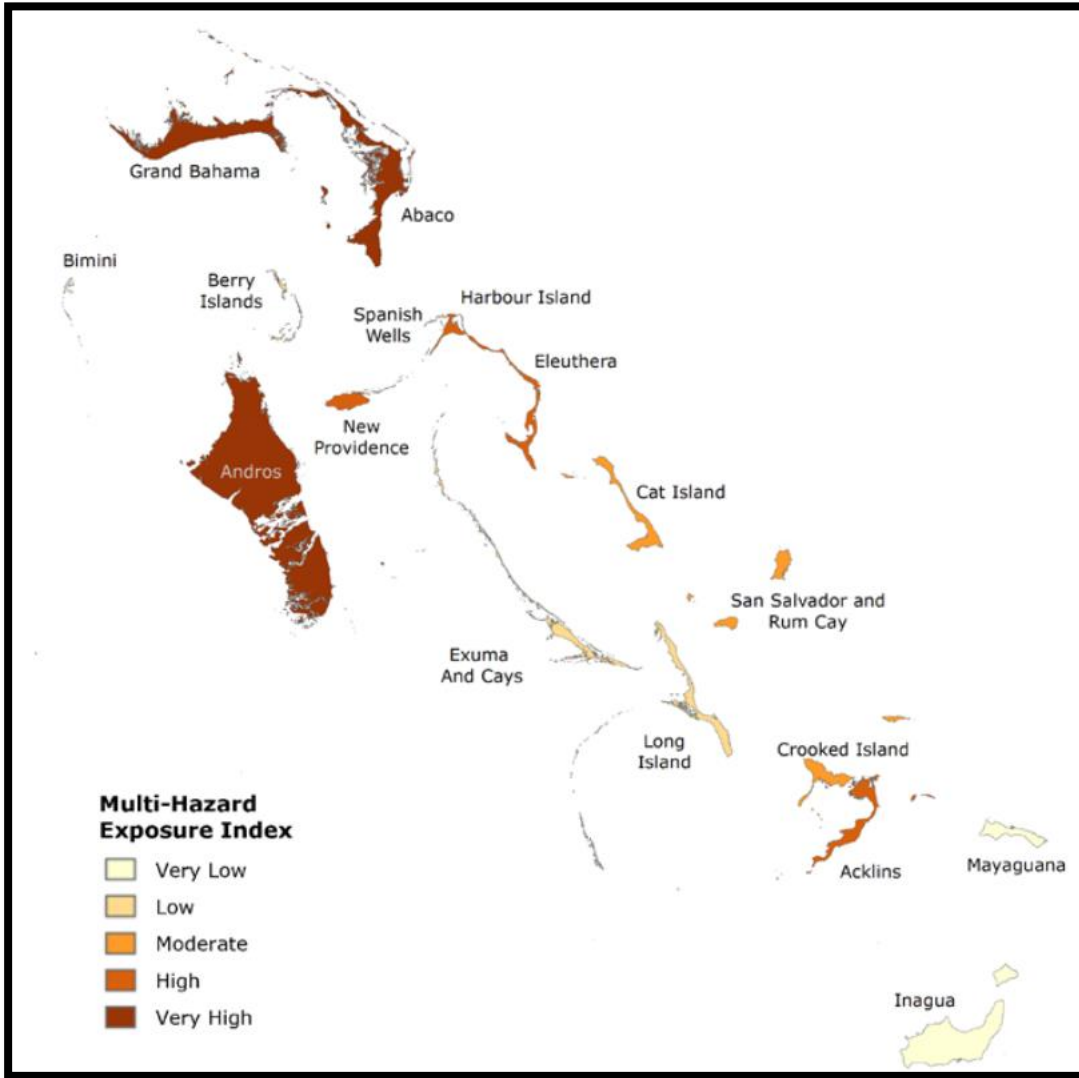 Grand Bahama
Abaco
Bimini
Berry
Islands
Harbour Island
Spanish
Wells
Eleuthera
New
Providence
Andros
Cat Island
San Salvador and
Rum Cay
Exuma
And Cays
Long
Island
Crooked Island
Acklins
Mayaguana
Inagua
Multi-Hazard
Exposure Index
Very Low
Low
Moderate
High
Very High